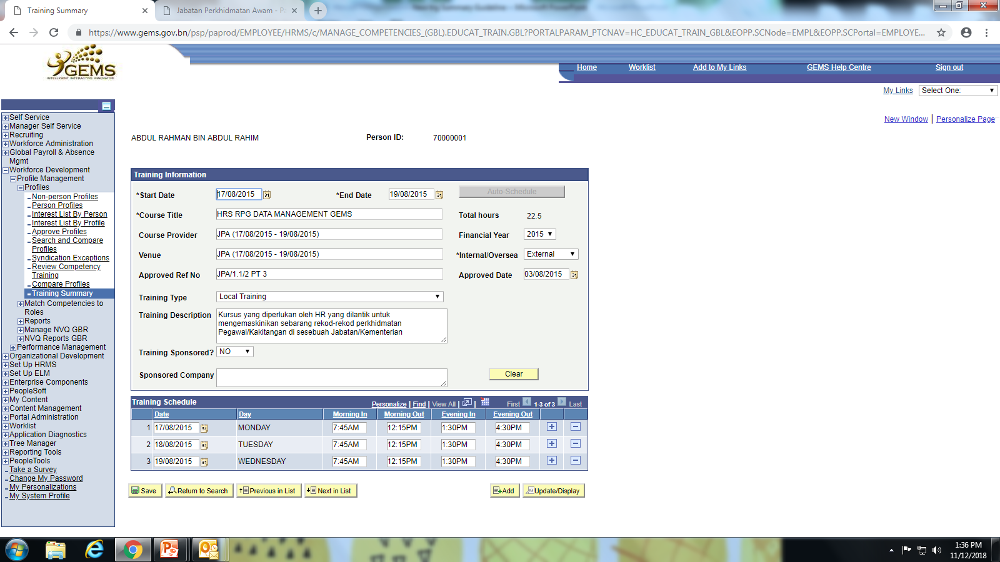 Training Summary
Jabatan Perkhidmatan Awam - P
https://www.gems.gov.bn/psp/paprod/EMPLOYEE/HRMS/c/MANAGE_COMPETENCIES_(GBL).EDUCAT_TRAIN.GBL?PORTALPARAM_PTCNAV=HC_EDUCAT_TRAIN_GBL&EOPP.SCNode=EMPL&EOPP.SCPortal=EMPLOYE...
GEMS
INTELLIGENT. INTERACTIVE. INNOVATIVE.
Home Worklist Add to My Links GEMS Help Centre Sign out
My Links Select One:
New Window | Personalize Page
Self Service
Manager Self Service
Recruiting
Workforce Administration
Global Payroll & Absence
Mgmt
Workforce Development
Profile Management
Profiles
Non-person Profiles
Person Profiles
Interest List By Person
Interest List By Profile
Approve Profiles
Search and Compare
Profiles
Syndication Exceptions
Review Competency
Training
Compare Profiles
Training Summary
Match Competencies to
Roles
Reports
Manage NVQ GBR
NVQ Reports GBR
Performance Management
Organizational Development
Set Up HRMS
Set Up ELM
Enterprise Components
PeopleSoft
My Content
Content Management
Portal Administration
Worklist
Application Diagnostics
Tree Manager
Reporting Tools
PeopleTools
Take a Survey
Change My Password
My Personalizations
My System Profile
ABDUL RAHMAN BIN ABDUL RAHIM Person ID: 70000001
Training Information
*Start Date 17/08/2015 *End Date 19/08/2015 Auto-Schedule
*Course Title HRS RPG DATA MANAGEMENT GEMS Total hours 22.5
Course Provider JPA (17/08/2015 - 19/08/2015) Financial Year 2015
Venue JPA (17/08/2015 - 19/08/2015) *Internal/Oversea External
Approved Ref No JPA/1.1/2 PT 3 Approved Date 03/08/2015
Training Type Local Training
Training Description Kursus yang diperlukan oleh HR yang dilantik untuk
mengemaskinikan sebarang rekod-rekod perkhidmatan
Pegawai/Kakitangan di sesebuah Jabatan/Kementerian
Training Sponsored? NO
Sponsored Company Clear
Training Schedule Personalize | Find | View All | | First 1-3 of 3 Last
Date Day Morning In Morning Out Evening In Evening Out
1 17/08/2015 MONDAY 7:45AM 12:15PM 1:30PM 4:30PM
2 18/08/2015 TUESDAY 7:45AM 12:15PM 1:30PM 4:30PM
3 19/08/2015 WEDNESDAY 7:45AM 12:15PM 1:30PM 4:30PM
Save Return to Search Previous in List Next in List Add Update/Display
1:36 PM
11/12/2018